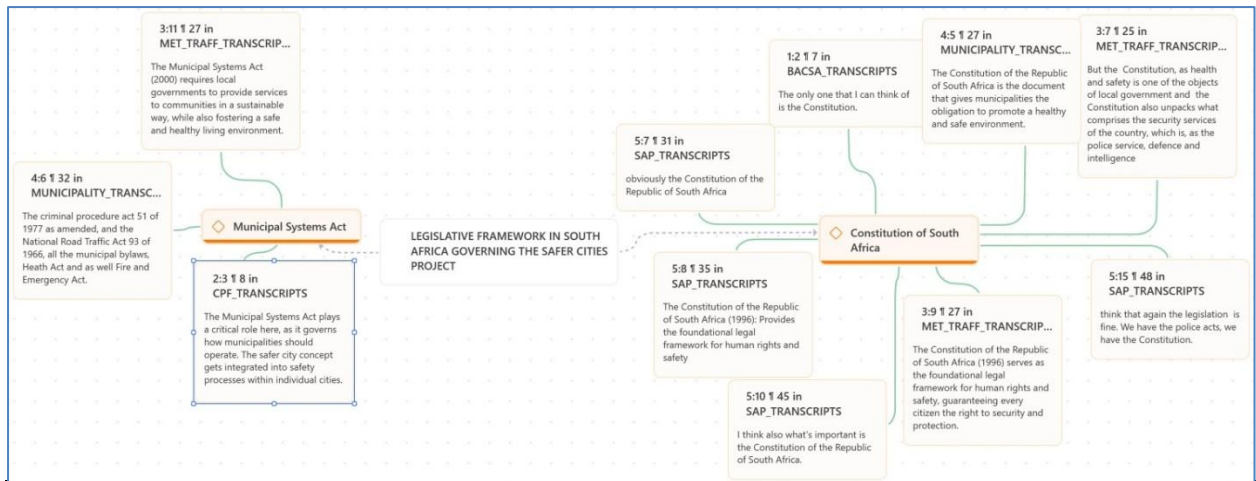 3:11 ¶ 27 in
MET_TRAFF_TRANSCRIP...
The Municipal Systems Act
(2000) requires local
governments to provide services
to communities in a sustainable
way, while also fostering a safe
and healthy living environment.
4:6 ¶ 32 in
MUNICIPALITY_TRANSC...
The criminal procedure act 51 of
1977 as amended, and the
National Road Traffic Act 93 of
1966, all the municipal bylaws,
Heath Act and as well Fire and
Emergency Act.
Municipal Systems Act
2:3 ¶ 8 in
CPF_TRANSCRIPTS
The Municipal Systems Act plays
a critical role here, as it governs
how municipalities should
operate. The safer city concept
gets integrated into safety
processes within individual cities.
LEGISLATIVE FRAMEWORK IN SOUTH
AFRICA GOVERNING THE SAFER CITIES
PROJECT
5:7 ¶ 31 in
SAP_TRANSCRIPTS
obviously the Constitution of the
Republic of South Africa
1:2 ¶ 7 in
BACSA_TRANSCRIPTS
The only one that I can think of
is the Constitution.
4:5 ¶ 27 in
MUNICIPALITY_TRANSC...
The Constitution of the Republic
of South Africa is the document
that gives municipalities the
obligation to promote a healthy
and safe environment.
3:7 ¶ 25 in
MET_TRAFF_TRANSCRIP...
But the Constitution, as health
and safety is one of the objects
of local government and the
Constitution also unpacks what
comprises the security services
of the country, which is, as the
police service, defence and
intelligence
Constitution of South
Africa
5:8 ¶ 35 in
SAP_TRANSCRIPTS
The Constitution of the Republic
of South Africa (1996): Provides
the foundational legal
framework for human rights and
safety
5:10 ¶ 45 in
SAP_TRANSCRIPTS
I think also what's important is
the Constitution of the Republic
of South Africa.
3:9 ¶ 27 in
MET_TRAFF_TRANSCRIP...
The Constitution of the Republic
of South Africa (1996) serves as
the foundational legal
framework for human rights and
safety, guaranteeing every
citizen the right to security and
protection.
5:15 ¶ 48 in
SAP_TRANSCRIPTS
think that again the legislation is
fine. We have the police acts, we
have the Constitution.